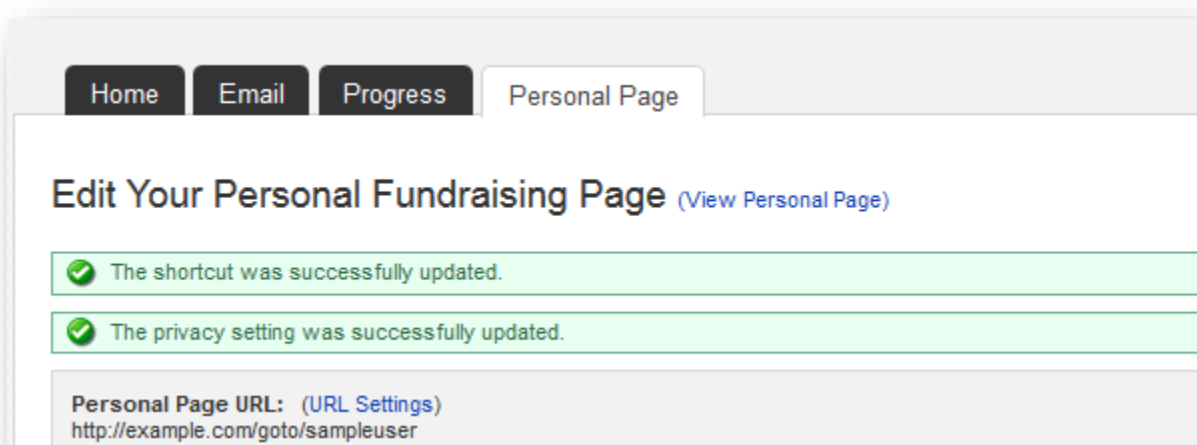 Home Email Progress Personal Page
Edit Your Personal Fundraising Page (View Personal Page)
The shortcut was successfully updated.
The privacy setting was successfully updated.
Personal Page URL: (URL Settings)
http://example.com/goto/sampleuser